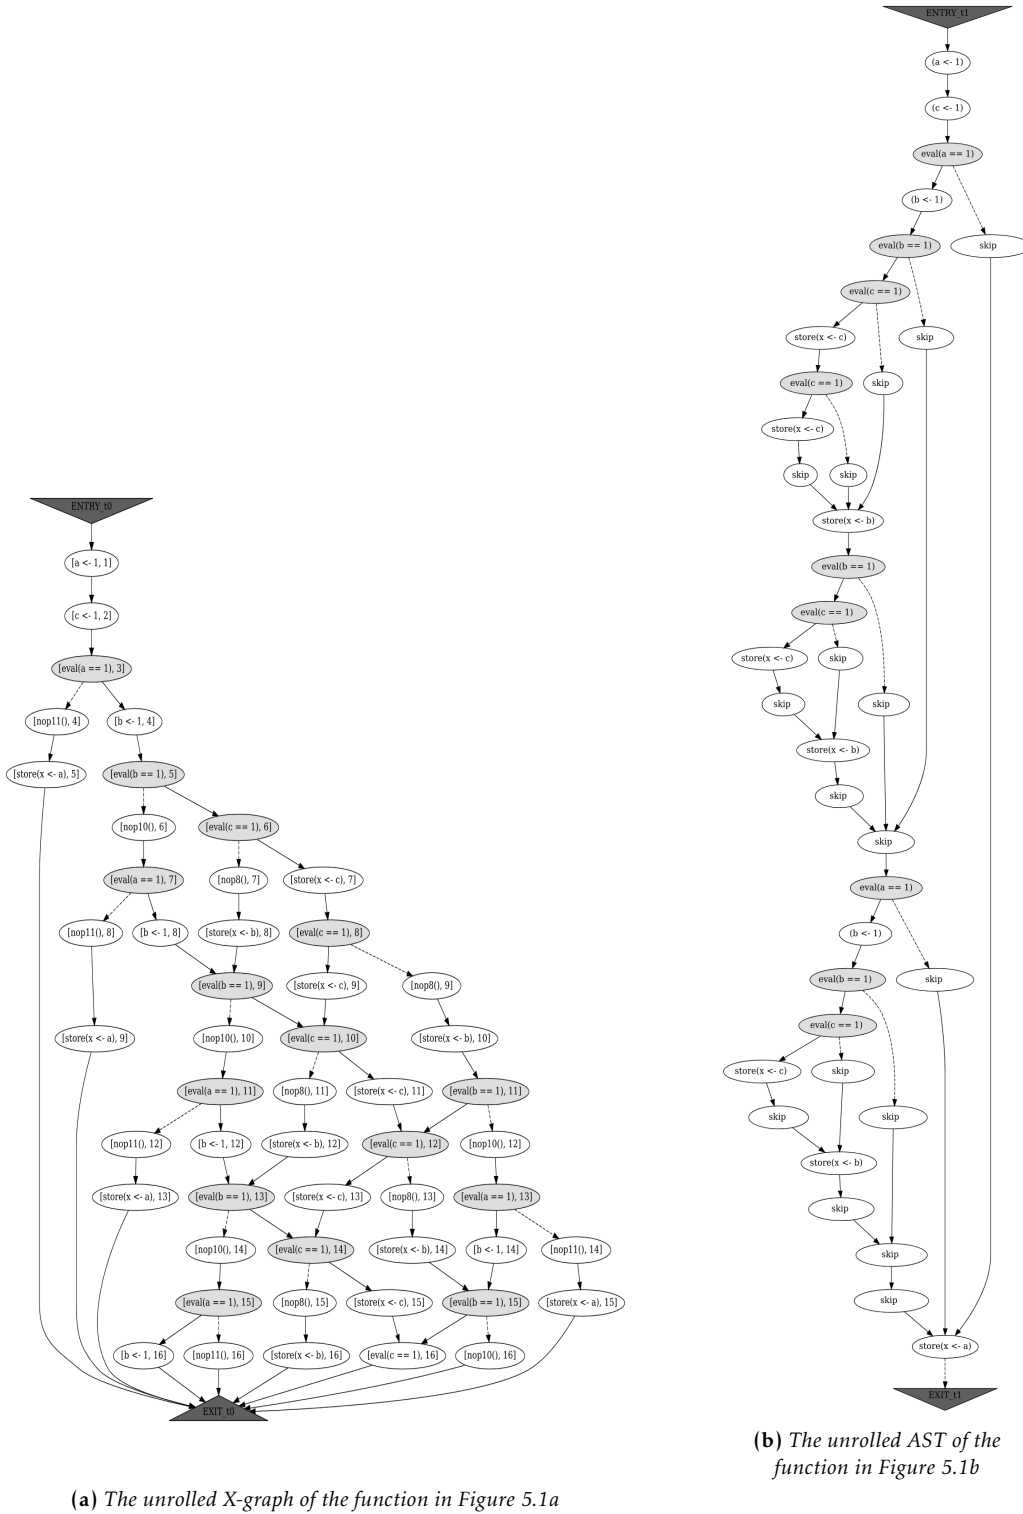 ENTRY_t1
(a <- 1)
(c <- 1)
eval(a == 1)
(b <- 1)
eval(b == 1)
skip
eval(c == 1)
store(x <- c)
skip
eval(c == 1)
skip
store(x <- c)
skip
skip
store(x <- b)
eval(b == 1)
eval(c == 1)
store(x <- c)
skip
skip
skip
store(x <- b)
skip
skip
eval(a == 1)
(b <- 1)
eval(b == 1)
skip
eval(c == 1)
store(x <- c)
skip
skip
skip
store(x <- b)
skip
skip
skip
store(x <- a)
EXIT_t1
(b) The unrolled AST of the
function in Figure 5.1b
ENTRY_t0
[a <- 1, 1]
[c <- 1, 2]
[eval(a == 1), 3]
[nop11(), 4] [b <- 1, 4]
[store(x <- a), 5] [eval(b == 1), 5]
[nop10(), 6] [eval(c == 1), 6]
[eval(a == 1), 7] [nop8(), 7] [store(x <- c), 7]
[nop11(), 8] [b <- 1, 8] [store(x <- b), 8] [eval(c == 1), 8]
[eval(b == 1), 9] [store(x <- c), 9] [nop8(), 9]
[store(x <- a), 9] [nop10(), 10] [eval(c == 1), 10] [store(x <- b), 10]
[eval(a == 1), 11] [nop8(), 11] [store(x <- c), 11] [eval(b == 1), 11]
[nop11(), 12] [b <- 1, 12] [store(x <- b), 12] [eval(c == 1), 12] [nop10(), 12]
[store(x <- a), 13] [eval(b == 1), 13] [store(x <- c), 13] [nop8(), 13] [eval(a == 1), 13]
[nop10(), 14] [eval(c == 1), 14] [store(x <- b), 14] [b <- 1, 14] [nop11(), 14]
[eval(a == 1), 15] [nop8(), 15] [store(x <- c), 15] [eval(b == 1), 15] [store(x <- a), 15]
[b <- 1, 16] [nop11(), 16] [store(x <- b), 16] [eval(c == 1), 16] [nop10(), 16]
EXIT_t0
(a) The unrolled X-graph of the function in Figure 5.1a